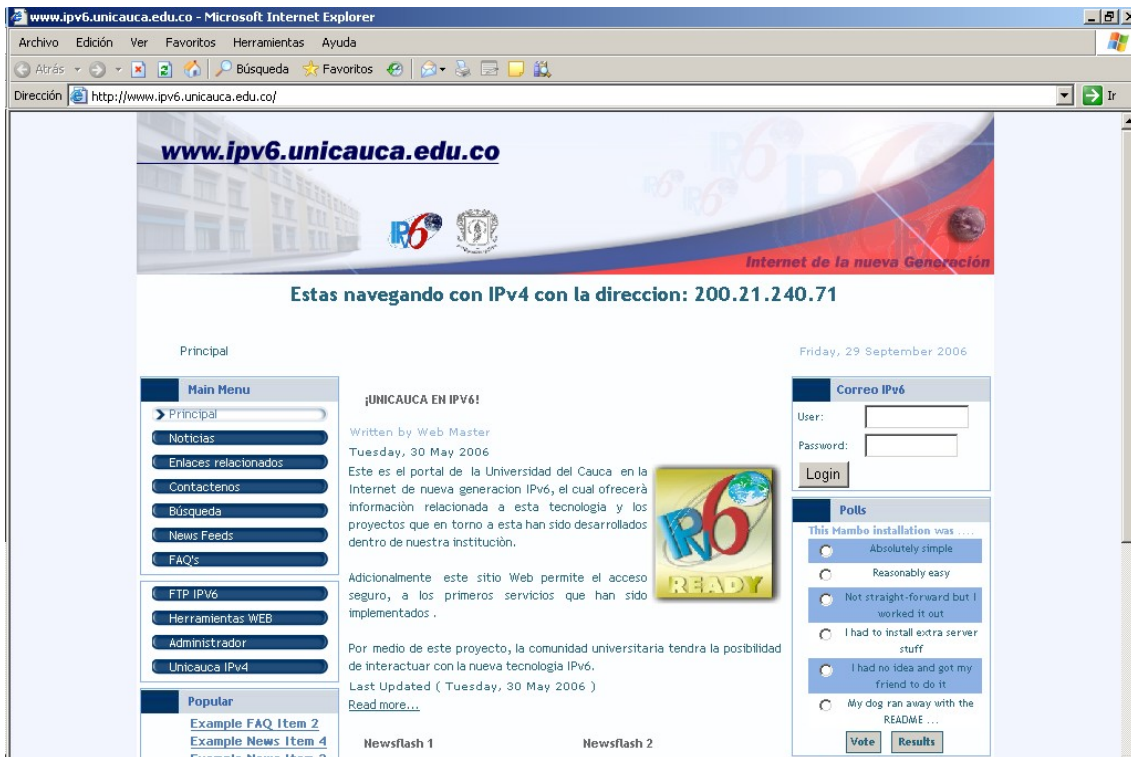 www.ipv6.unicauca.edu.co - Microsoft Internet Explorer
Archivo Edición Ver Favoritos Herramientas Ayuda
Atrás Búsqueda Favoritos
Dirección http://www.ipv6.unicauca.edu.co/ Ir
www.ipv6.unicauca.edu.co
IPv6
Internet de la nueva Generación
Estas navegando con IPv4 con la direccion: 200.21.240.71
Principal
Friday, 29 September 2006
Main Menu
Principal
Noticias
Enlaces relacionados
Contactenos
Búsqueda
News Feeds
FAQ's
FTP IPV6
Herramientas WEB
Administrador
Unicauca IPv4
Popular
Example FAQ Item 2
Example News Item 4
¡UNICAUCA EN IPV6!
Written by Web Master
Tuesday, 30 May 2006
Este es el portal de la Universidad del Cauca en la
Internet de nueva generacion IPv6, el cual ofrecerà
informaciòn relacionada a esta tecnologia y los
proyectos que en torno a esta han sido desarrollados
dentro de nuestra instituciòn.
Adicionalmente este sitio Web permite el acceso
seguro, a los primeros servicios que han sido
implementados .
IPv6
READY
Por medio de este proyecto, la comunidad universitaria tendra la posibilidad
de interactuar con la nueva tecnologia IPv6.
Last Updated ( Tuesday, 30 May 2006 )
Read more...
Newsflash 1
Newsflash 2
Correo IPv6
User:
Password:
Login
Polls
This Mambo installation was ....
Absolutely simple
Reasonably easy
Not straight-forward but I
worked it out
I had to install extra server
stuff
I had no idea and got my
friend to do it
My dog ran away with the
README ...
Vote Results